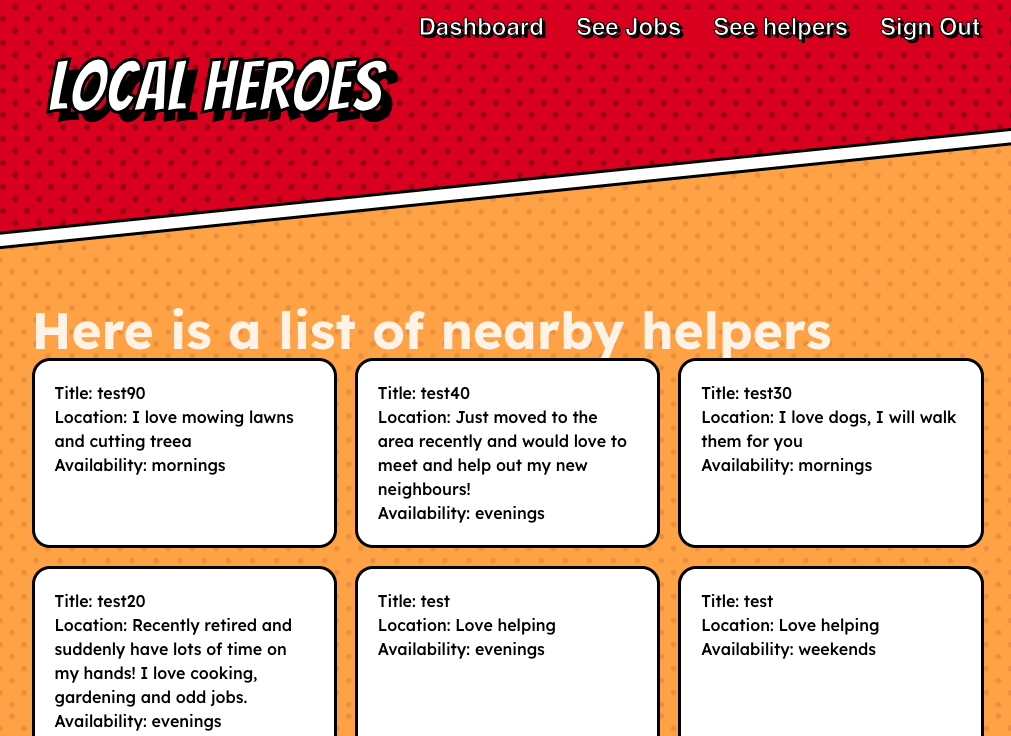 Dashboard See Jobs See helpers Sign Out
LOCAL HEROES
Here is a list of nearby helpers
Title: test90
Location: I love mowing lawns
and cutting treea
Availability: mornings
Title: test40
Location: Just moved to the
area recently and would love to
meet and help out my new
neighbours!
Availability: evenings
Title: test30
Location: I love dogs, I will walk
them for you
Availability: mornings
Title: test20
Location: Recently retired and
suddenly have lots of time on
my hands! I love cooking,
gardening and odd jobs.
Availability: evenings
Title: test
Location: Love helping
Availability: evenings
Title: test
Location: Love helping
Availability: weekends